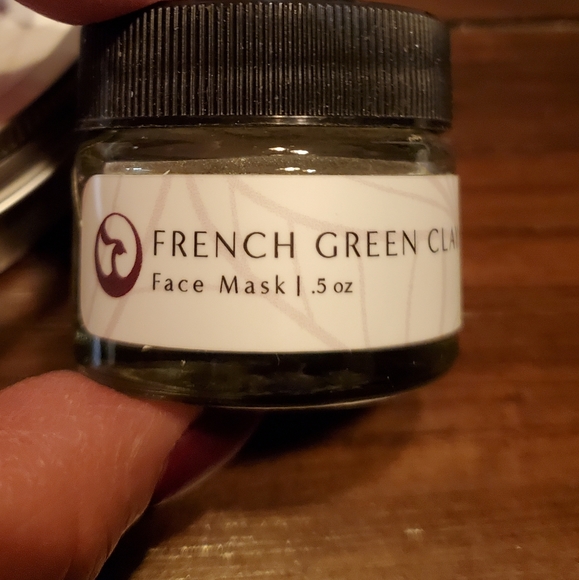 FRENCH GREEN CLA
Face Mask | .5 oz